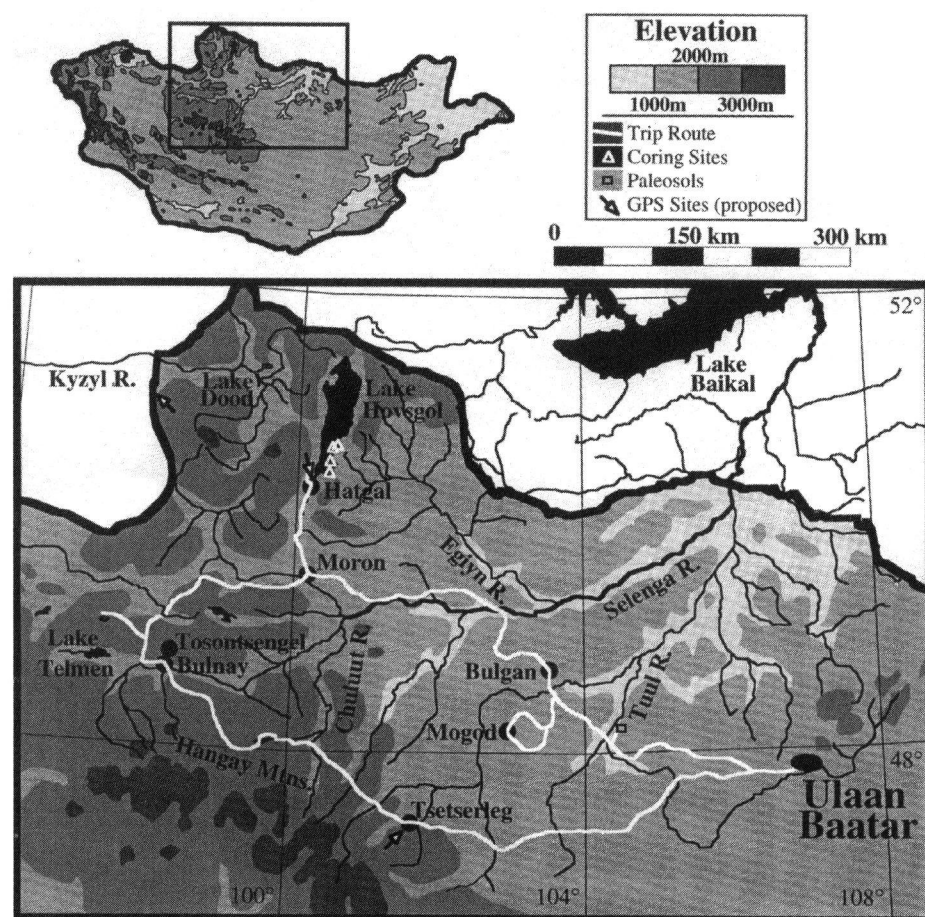 Elevation
2000m
1000m 3000m
Trip Route
Coring Sites
Paleosols
GPS Sites (proposed)
0 150 km 300 km
52°
Kyzyl R.
Lake
Dood
Lake
Hovsgol
Lake
Baikal
Hatgal
Moron
Egiyn R.
Selenga R.
Lake
Telmen
Tosontsengel
Bulnay
Chuluut R.
Bulgan
Tuul R.
Mogod
Hangay Mtns.
48°
Ulaan
Baatar
Tsetserleg
100° 104° 108°